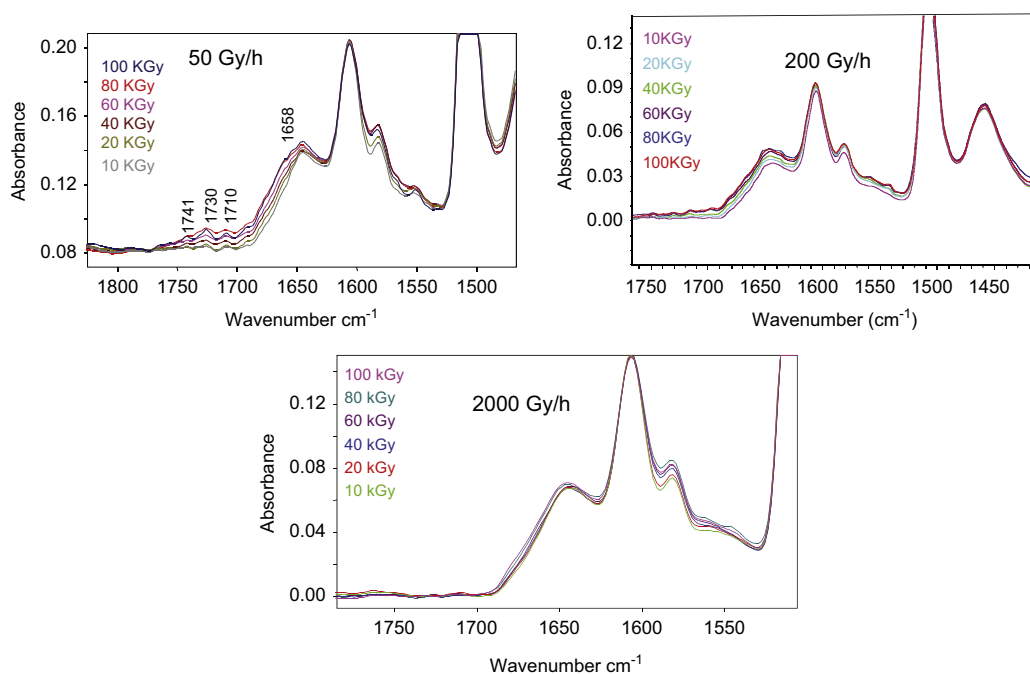 50 Gy/h
100 KGy
80 KGy
60 KGy
40 KGy
20 KGy
10 KGy
1741
1730
1710
1658
Absorbance
0.20
0.16
0.12
0.08
1800
1750
1700
1650
1600
1550
1500
Wavenumber cm⁻¹
200 Gy/h
10KGy
20KGy
40KGy
60KGy
80KGy
100KGy
Absorbance
0.12
0.09
0.06
0.03
0.00
1750
1700
1650
1600
1550
1500
1450
Wavenumber (cm⁻¹)
2000 Gy/h
100 kGy
80 kGy
60 kGy
40 kGy
20 kGy
10 kGy
Absorbance
0.12
0.08
0.04
0.00
1750
1700
1650
1600
1550
Wavenumber cm⁻¹